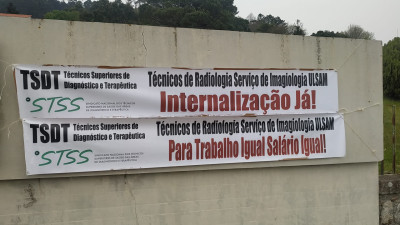 TSDT Técnicos Superiores de Diagnóstico e Terapêutica
Técnicos de Radiologia Serviço de Imagiologia ULSAM
STSS
Internalização Já!
TSDT Técnicos Superiores de Diagnóstico e Terapêutica
Técnicos de Radiologia Serviço de Imagiologia ULSAM
STSS
Para Trabalho Igual Salário Igual!